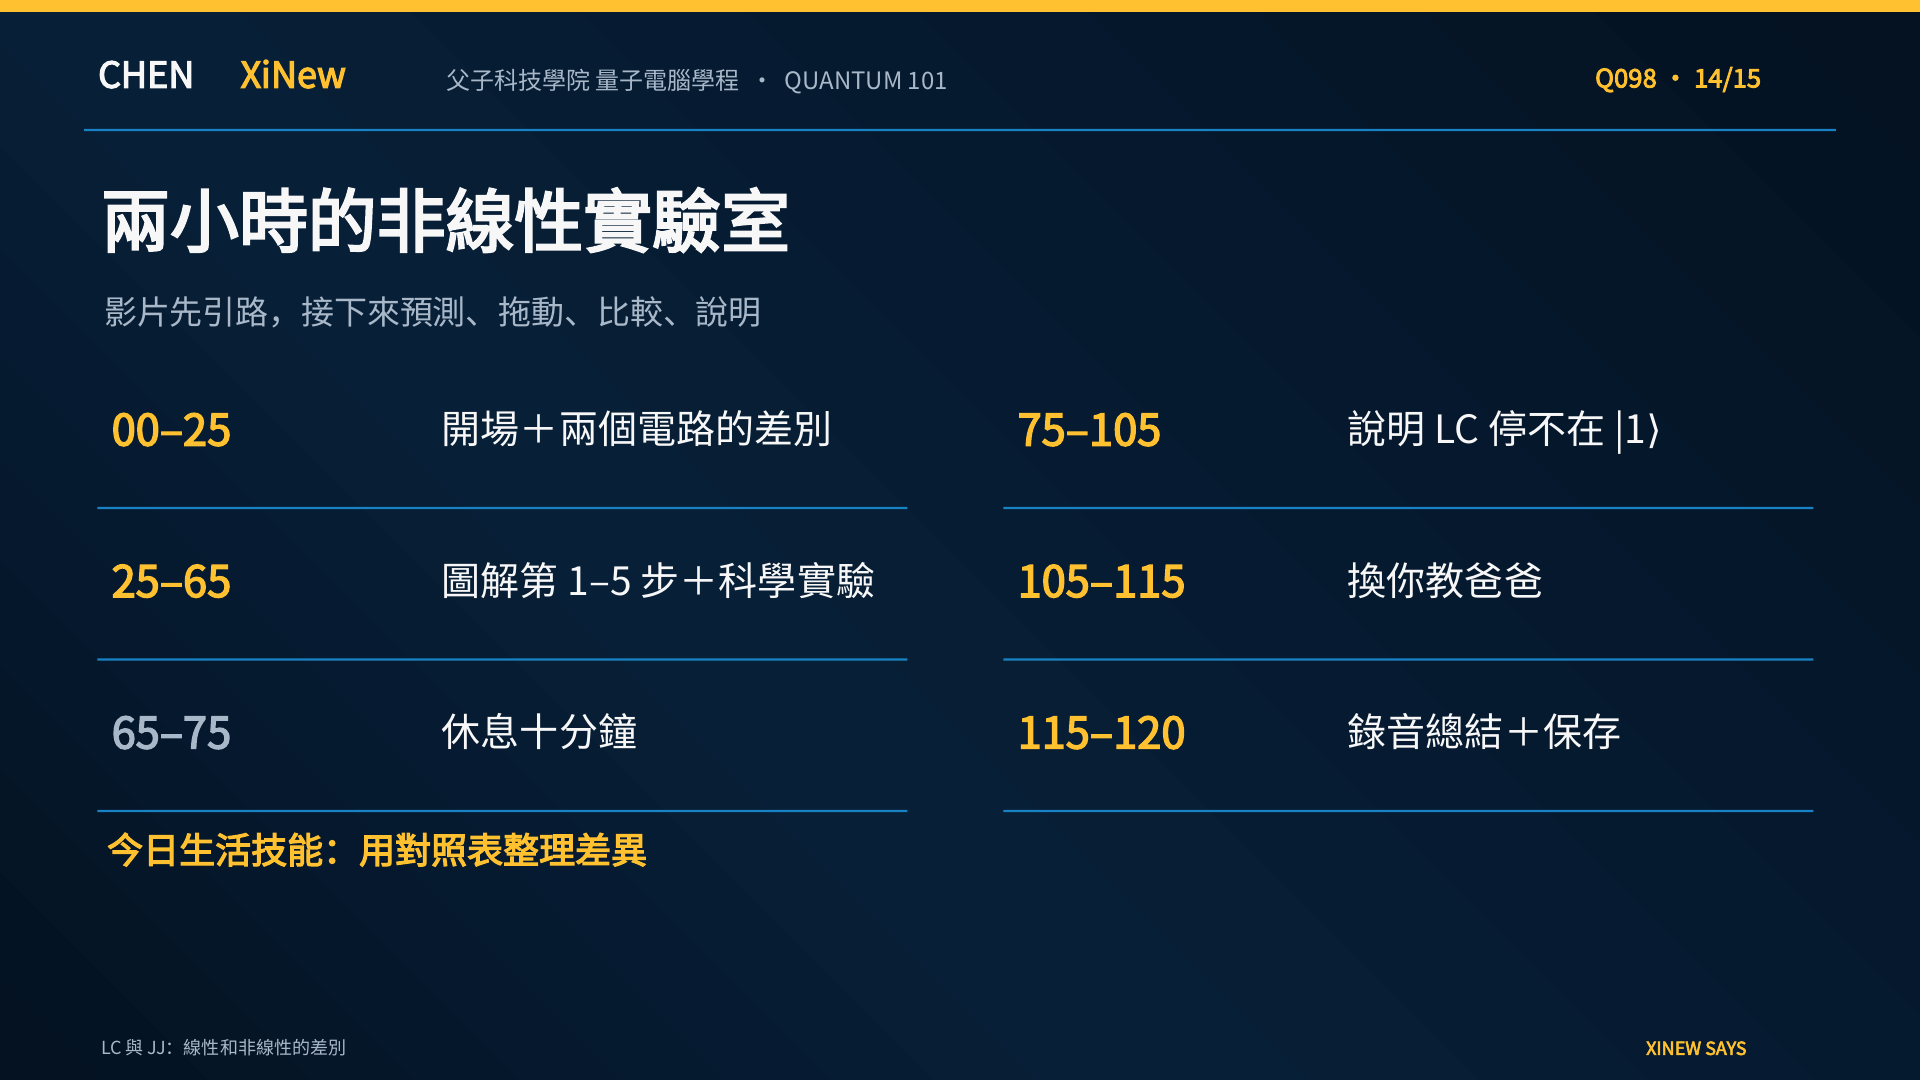 CHEN XiNew 父子科技學院 量子電腦學程 · QUANTUM 101 Q098 · 14/15
兩小時的非線性實驗室
影片先引路，接下來預測、拖動、比較、說明
00–25 開場＋兩個電路的差別
25–65 圖解第 1–5 步＋科學實驗
65–75 休息十分鐘
75–105 說明 LC 停不在 |1⟩
105–115 換你教爸爸
115–120 錄音總結＋保存
今日生活技能：用對照表整理差異
LC 與 JJ：線性和非線性的差別 XINEW SAYS